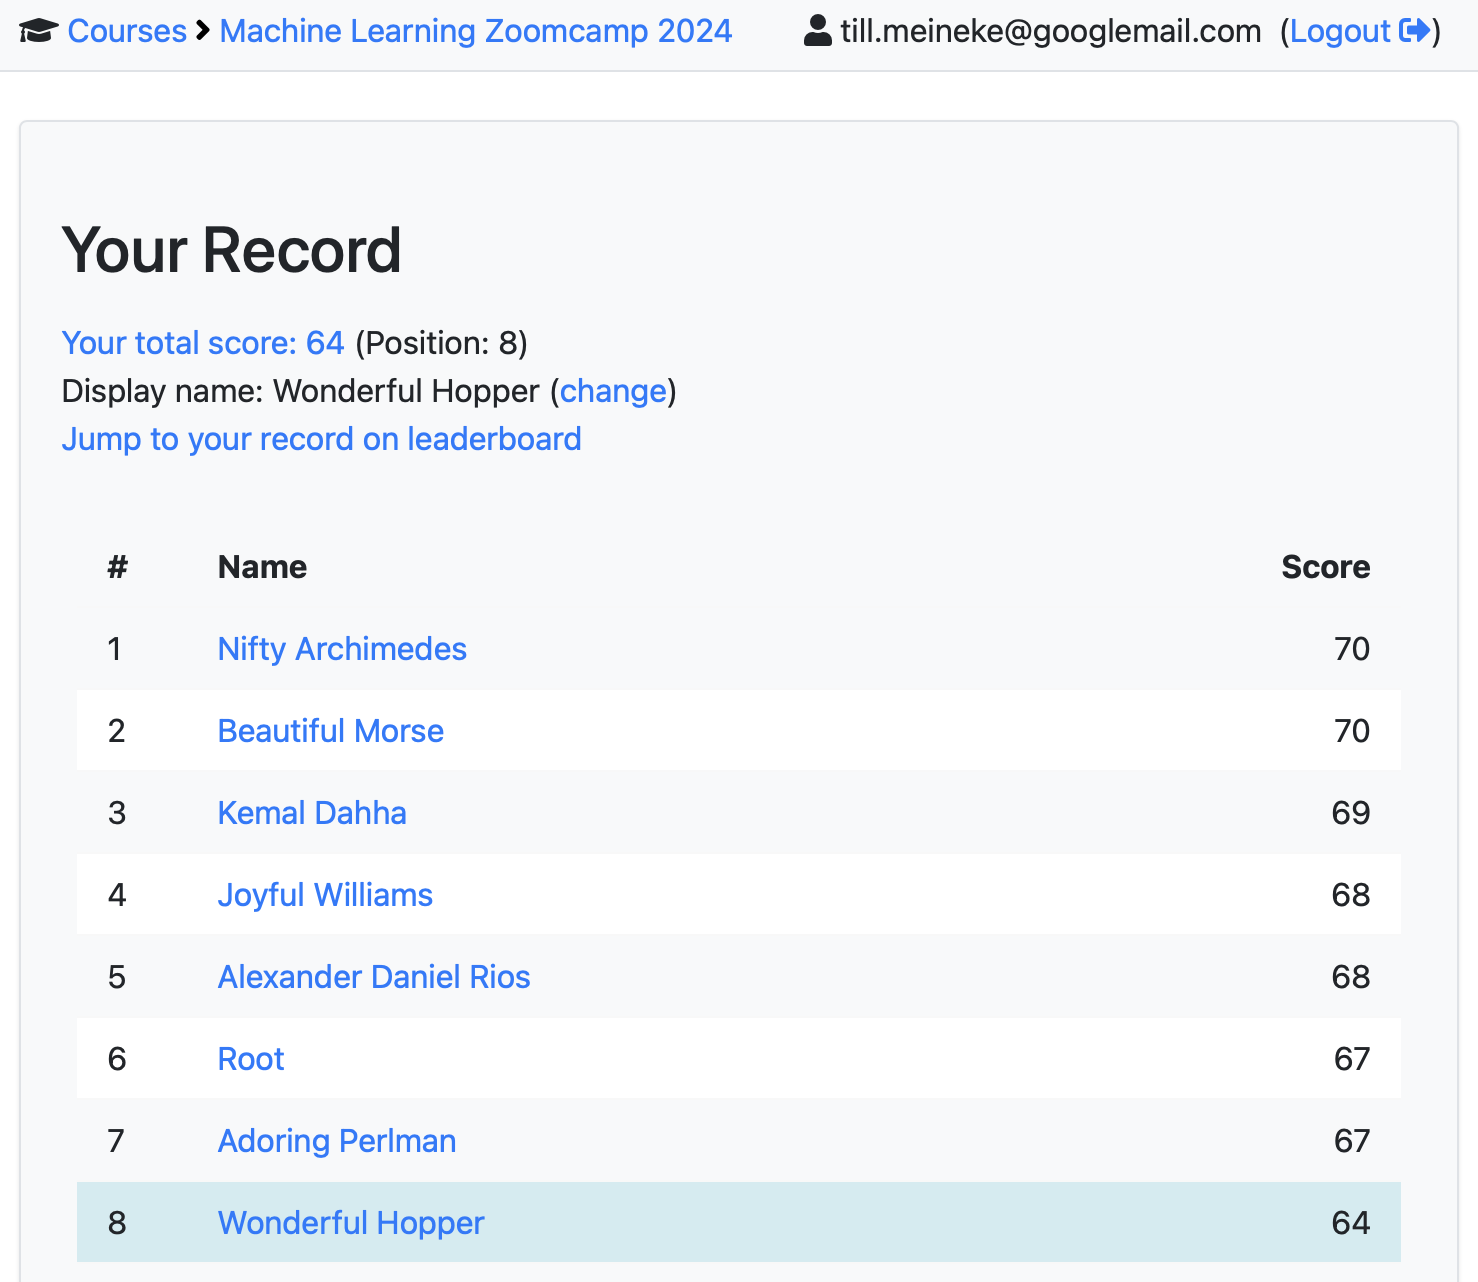 Courses > Machine Learning Zoomcamp 2024 till.meineke@googlemail.com (Logout)
Your Record
Your total score: 64 (Position: 8)
Display name: Wonderful Hopper (change)
Jump to your record on leaderboard
# Name Score
1 Nifty Archimedes 70
2 Beautiful Morse 70
3 Kemal Dahha 69
4 Joyful Williams 68
5 Alexander Daniel Rios 68
6 Root 67
7 Adoring Perlman 67
8 Wonderful Hopper 64